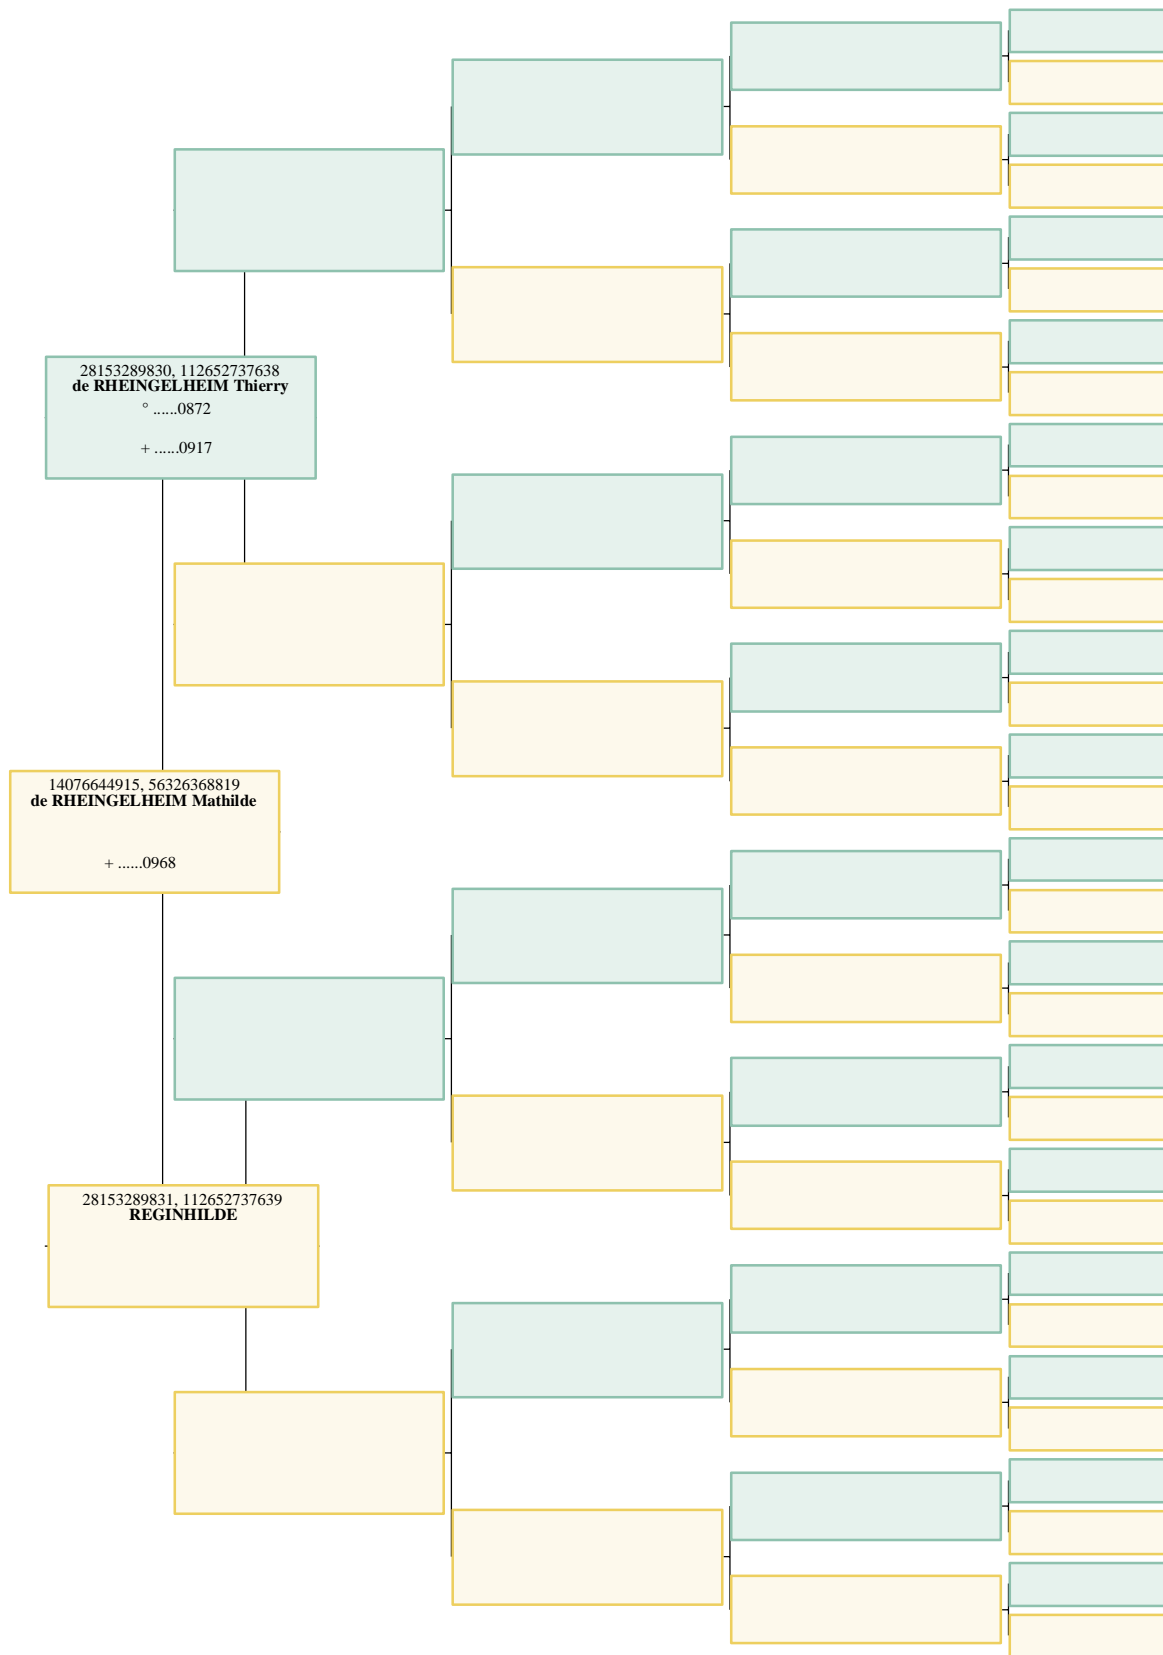 28153289830, 112652737638
de RHEINGELHEIM Thierry
° ......0872
+ ......0917
14076644915, 56326368819
de RHEINGELHEIM Mathilde
+ ......0968
28153289831, 112652737639
REGINHILDE